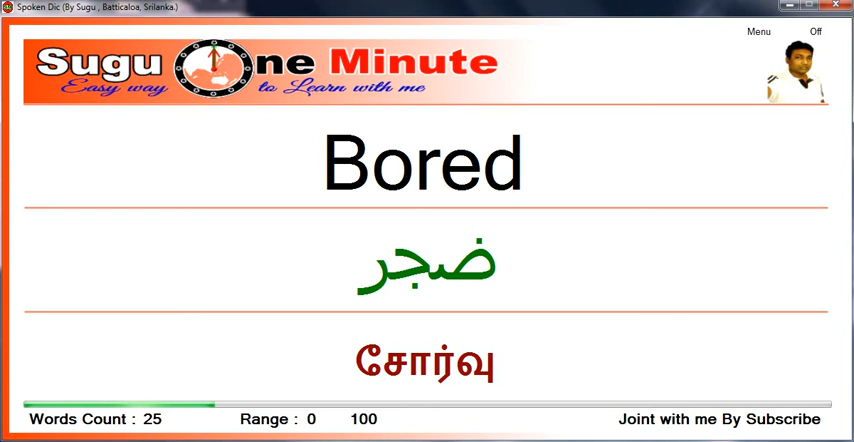 Spoken Dic (By Sugu , Batticaloa, Srilanka.)
Menu Off
Sugu One Minute
Easy way to Learn with me
Bored
ضجر
சோர்வு
Words Count : 25 Range : 0 100 Joint with me By Subscribe